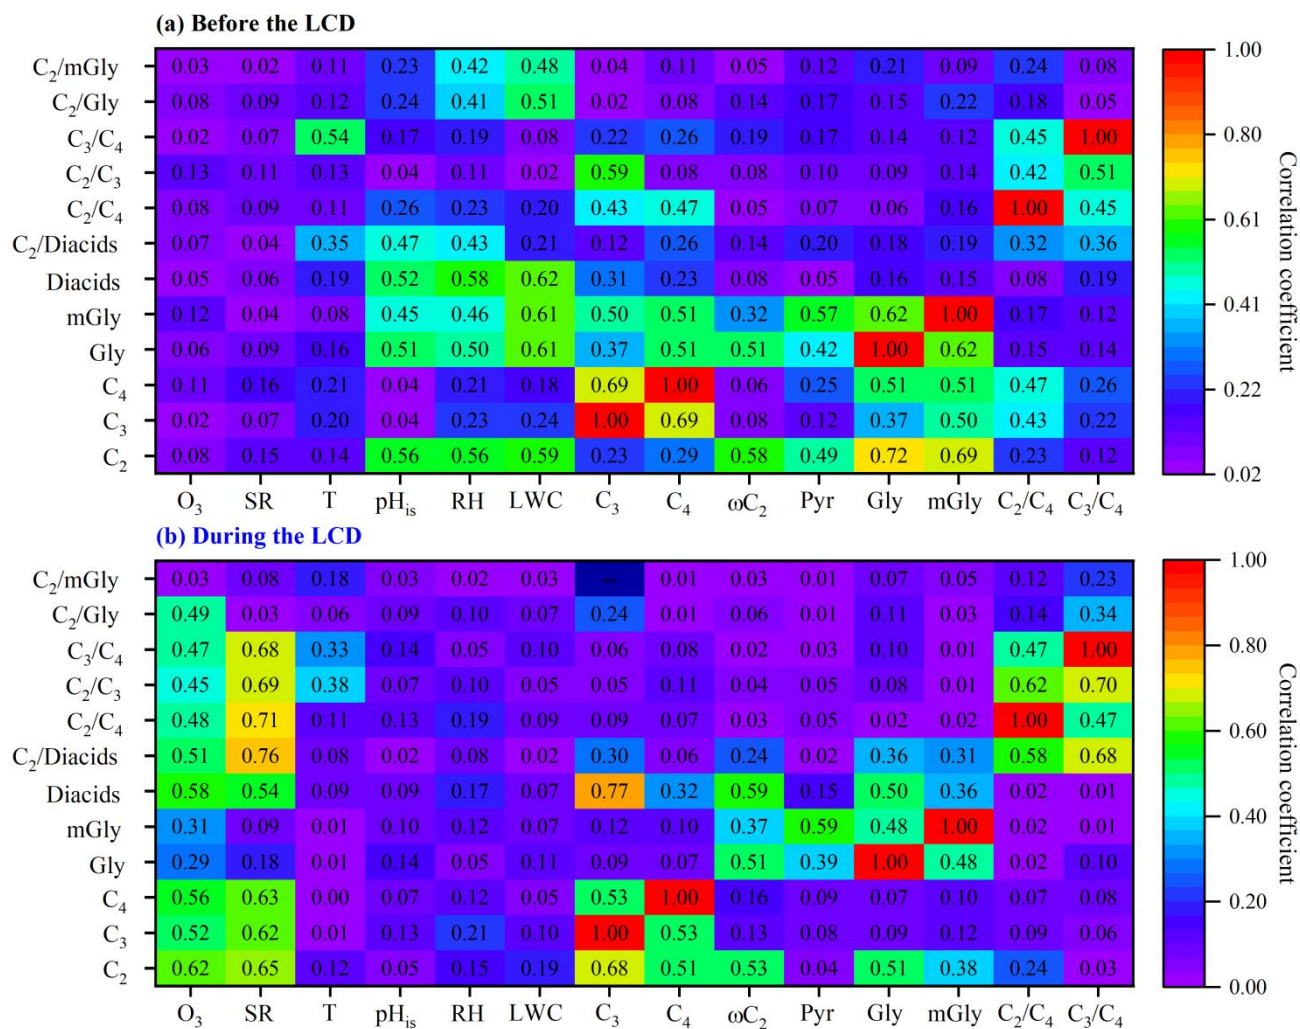 (a) Before the LCD
C₂/mGly 0.03 0.02 0.11 0.23 0.42 0.48 0.04 0.11 0.05 0.12 0.21 0.09 0.24 0.08
C₂/Gly 0.08 0.09 0.12 0.24 0.41 0.51 0.02 0.08 0.14 0.17 0.15 0.22 0.18 0.05
C₃/C₄ 0.02 0.07 0.54 0.17 0.19 0.08 0.22 0.26 0.19 0.17 0.14 0.12 0.45 1.00
C₂/C₃ 0.13 0.11 0.13 0.04 0.11 0.02 0.59 0.08 0.08 0.10 0.09 0.14 0.42 0.51
C₂/C₄ 0.08 0.09 0.11 0.26 0.23 0.20 0.43 0.47 0.05 0.07 0.06 0.16 1.00 0.45
C₂/Diacids 0.07 0.04 0.35 0.47 0.43 0.21 0.12 0.26 0.14 0.20 0.18 0.19 0.32 0.36
Diacids 0.05 0.06 0.19 0.52 0.58 0.62 0.31 0.23 0.08 0.05 0.16 0.15 0.08 0.19
mGly 0.12 0.04 0.08 0.45 0.46 0.61 0.50 0.51 0.32 0.57 0.62 1.00 0.17 0.12
Gly 0.06 0.09 0.16 0.51 0.50 0.61 0.37 0.51 0.51 0.42 1.00 0.62 0.15 0.14
C₄ 0.11 0.16 0.21 0.04 0.21 0.18 0.69 1.00 0.06 0.25 0.51 0.51 0.47 0.26
C₃ 0.02 0.07 0.20 0.04 0.23 0.24 1.00 0.69 0.08 0.12 0.37 0.50 0.43 0.22
C₂ 0.08 0.15 0.14 0.56 0.56 0.59 0.23 0.29 0.58 0.49 0.72 0.69 0.23 0.12
O₃ SR T pHᵢₛ RH LWC C₃ C₄ ωC₂ Pyr Gly mGly C₂/C₄ C₃/C₄
1.00
0.80
0.61
0.41
0.22
0.02
Correlation coefficient
(b) During the LCD
C₂/mGly 0.03 0.08 0.18 0.03 0.02 0.03 -- 0.01 0.03 0.01 0.07 0.05 0.12 0.23
C₂/Gly 0.49 0.03 0.06 0.09 0.10 0.07 0.24 0.01 0.06 0.01 0.11 0.03 0.14 0.34
C₃/C₄ 0.47 0.68 0.33 0.14 0.05 0.10 0.06 0.08 0.02 0.03 0.10 0.01 0.47 1.00
C₂/C₃ 0.45 0.69 0.38 0.07 0.10 0.05 0.05 0.11 0.04 0.05 0.08 0.01 0.62 0.70
C₂/C₄ 0.48 0.71 0.11 0.13 0.19 0.09 0.09 0.07 0.03 0.05 0.02 0.02 1.00 0.47
C₂/Diacids 0.51 0.76 0.08 0.02 0.08 0.02 0.30 0.06 0.24 0.02 0.36 0.31 0.58 0.68
Diacids 0.58 0.54 0.09 0.09 0.17 0.07 0.77 0.32 0.59 0.15 0.50 0.36 0.02 0.01
mGly 0.31 0.09 0.01 0.10 0.12 0.07 0.12 0.10 0.37 0.59 0.48 1.00 0.02 0.01
Gly 0.29 0.18 0.01 0.14 0.05 0.11 0.09 0.07 0.51 0.39 1.00 0.48 0.02 0.10
C₄ 0.56 0.63 0.00 0.07 0.12 0.05 0.53 1.00 0.16 0.09 0.07 0.10 0.07 0.08
C₃ 0.52 0.62 0.01 0.13 0.21 0.10 1.00 0.53 0.13 0.08 0.09 0.12 0.09 0.06
C₂ 0.62 0.65 0.12 0.05 0.15 0.19 0.68 0.51 0.53 0.04 0.51 0.38 0.24 0.03
O₃ SR T pHᵢₛ RH LWC C₃ C₄ ωC₂ Pyr Gly mGly C₂/C₄ C₃/C₄
1.00
0.80
0.60
0.40
0.20
0.00
Correlation coefficient